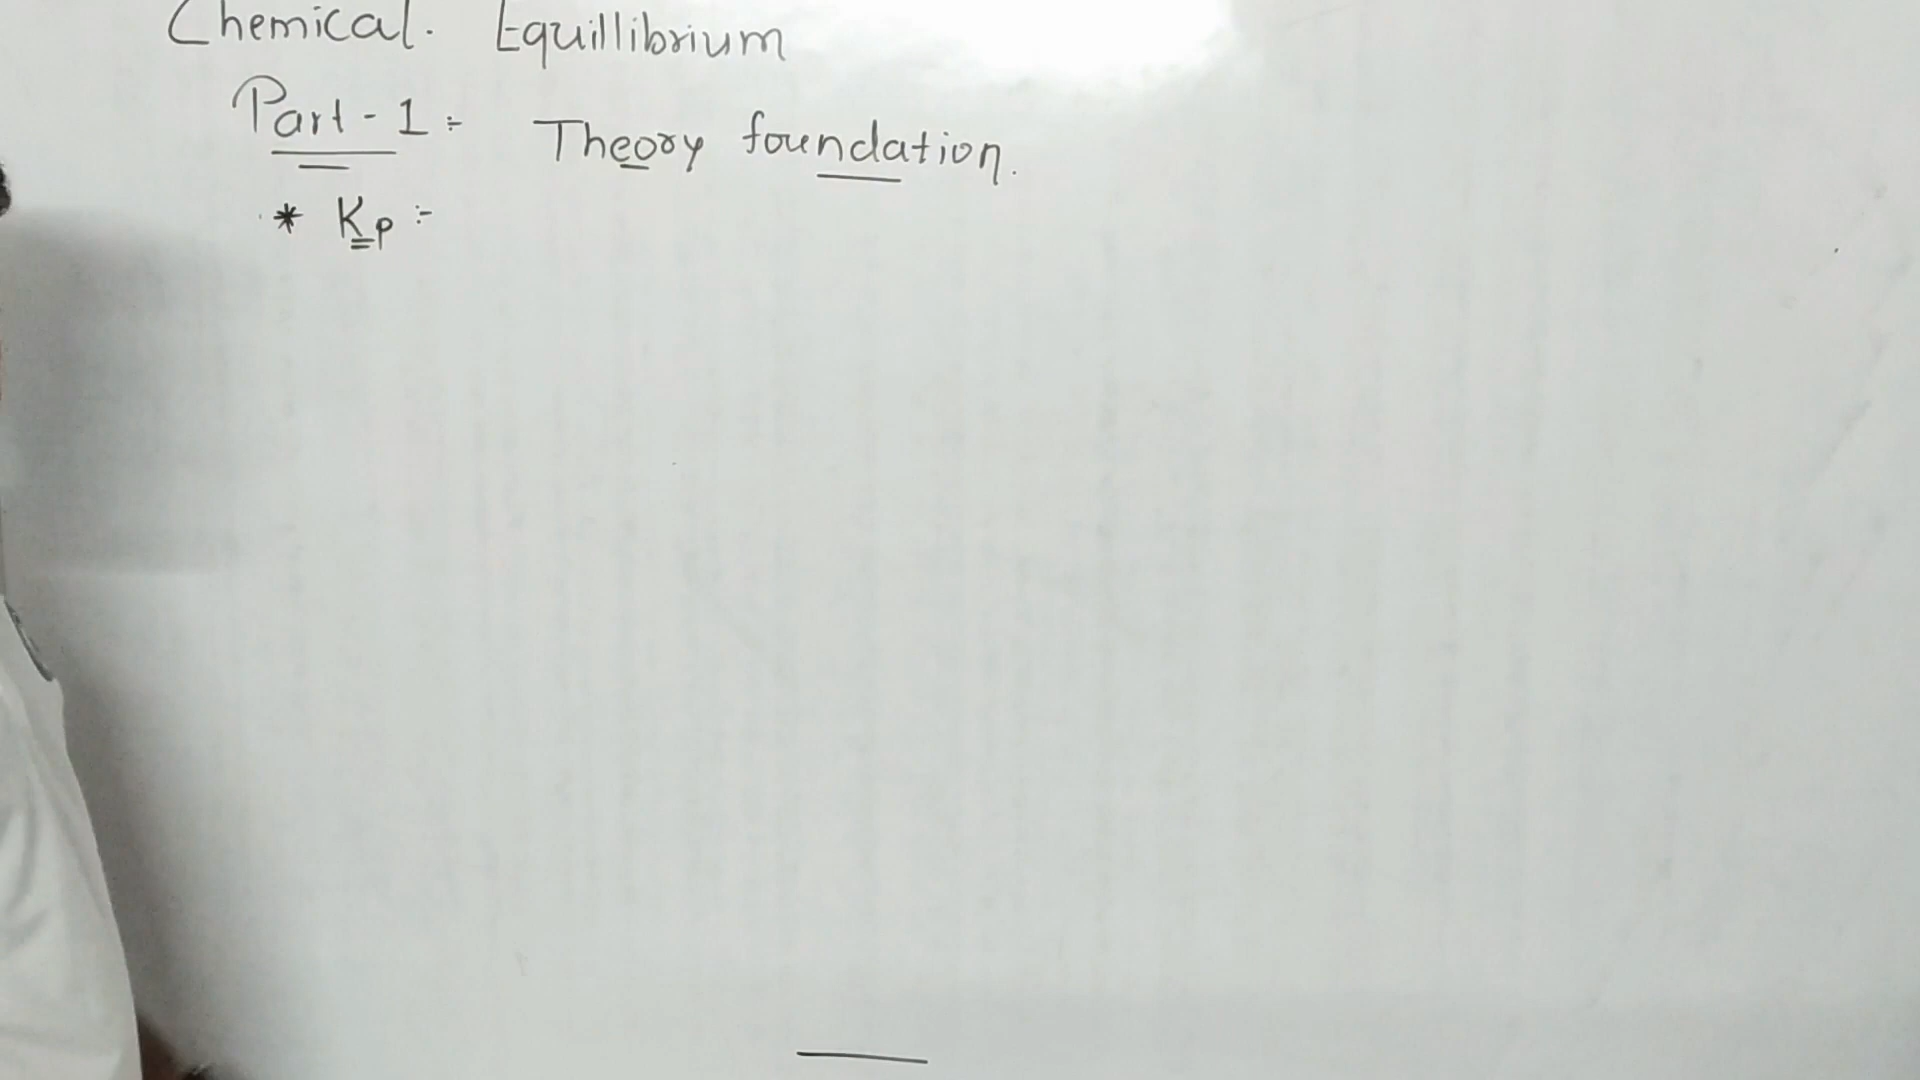 Chemical. Equillibrium
Part-1:- Theory foundation.
* Kp :-